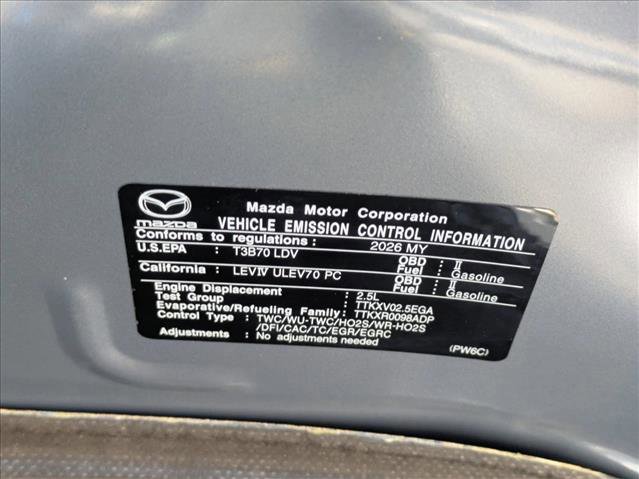 mazda
Mazda Motor Corporation
VEHICLE EMISSION CONTROL INFORMATION
Conforms to regulations: 2026 MY
U.S.EPA : T3B70 LDV OBD : II
Fuel : Gasoline
California : LEVIV ULEV70 PC OBD : II
Fuel : Gasoline
Engine Displacement : 2.5L
Test Group : TTKXV02.5EGA
Evaporative/Refueling Family: TTKXR0098ADP
Control Type : TWC/WU-TWC/HO2S/WR-HO2S
/DFI/CAC/TC/EGR/EGRC
Adjustments : No adjustments needed
(PW6C)